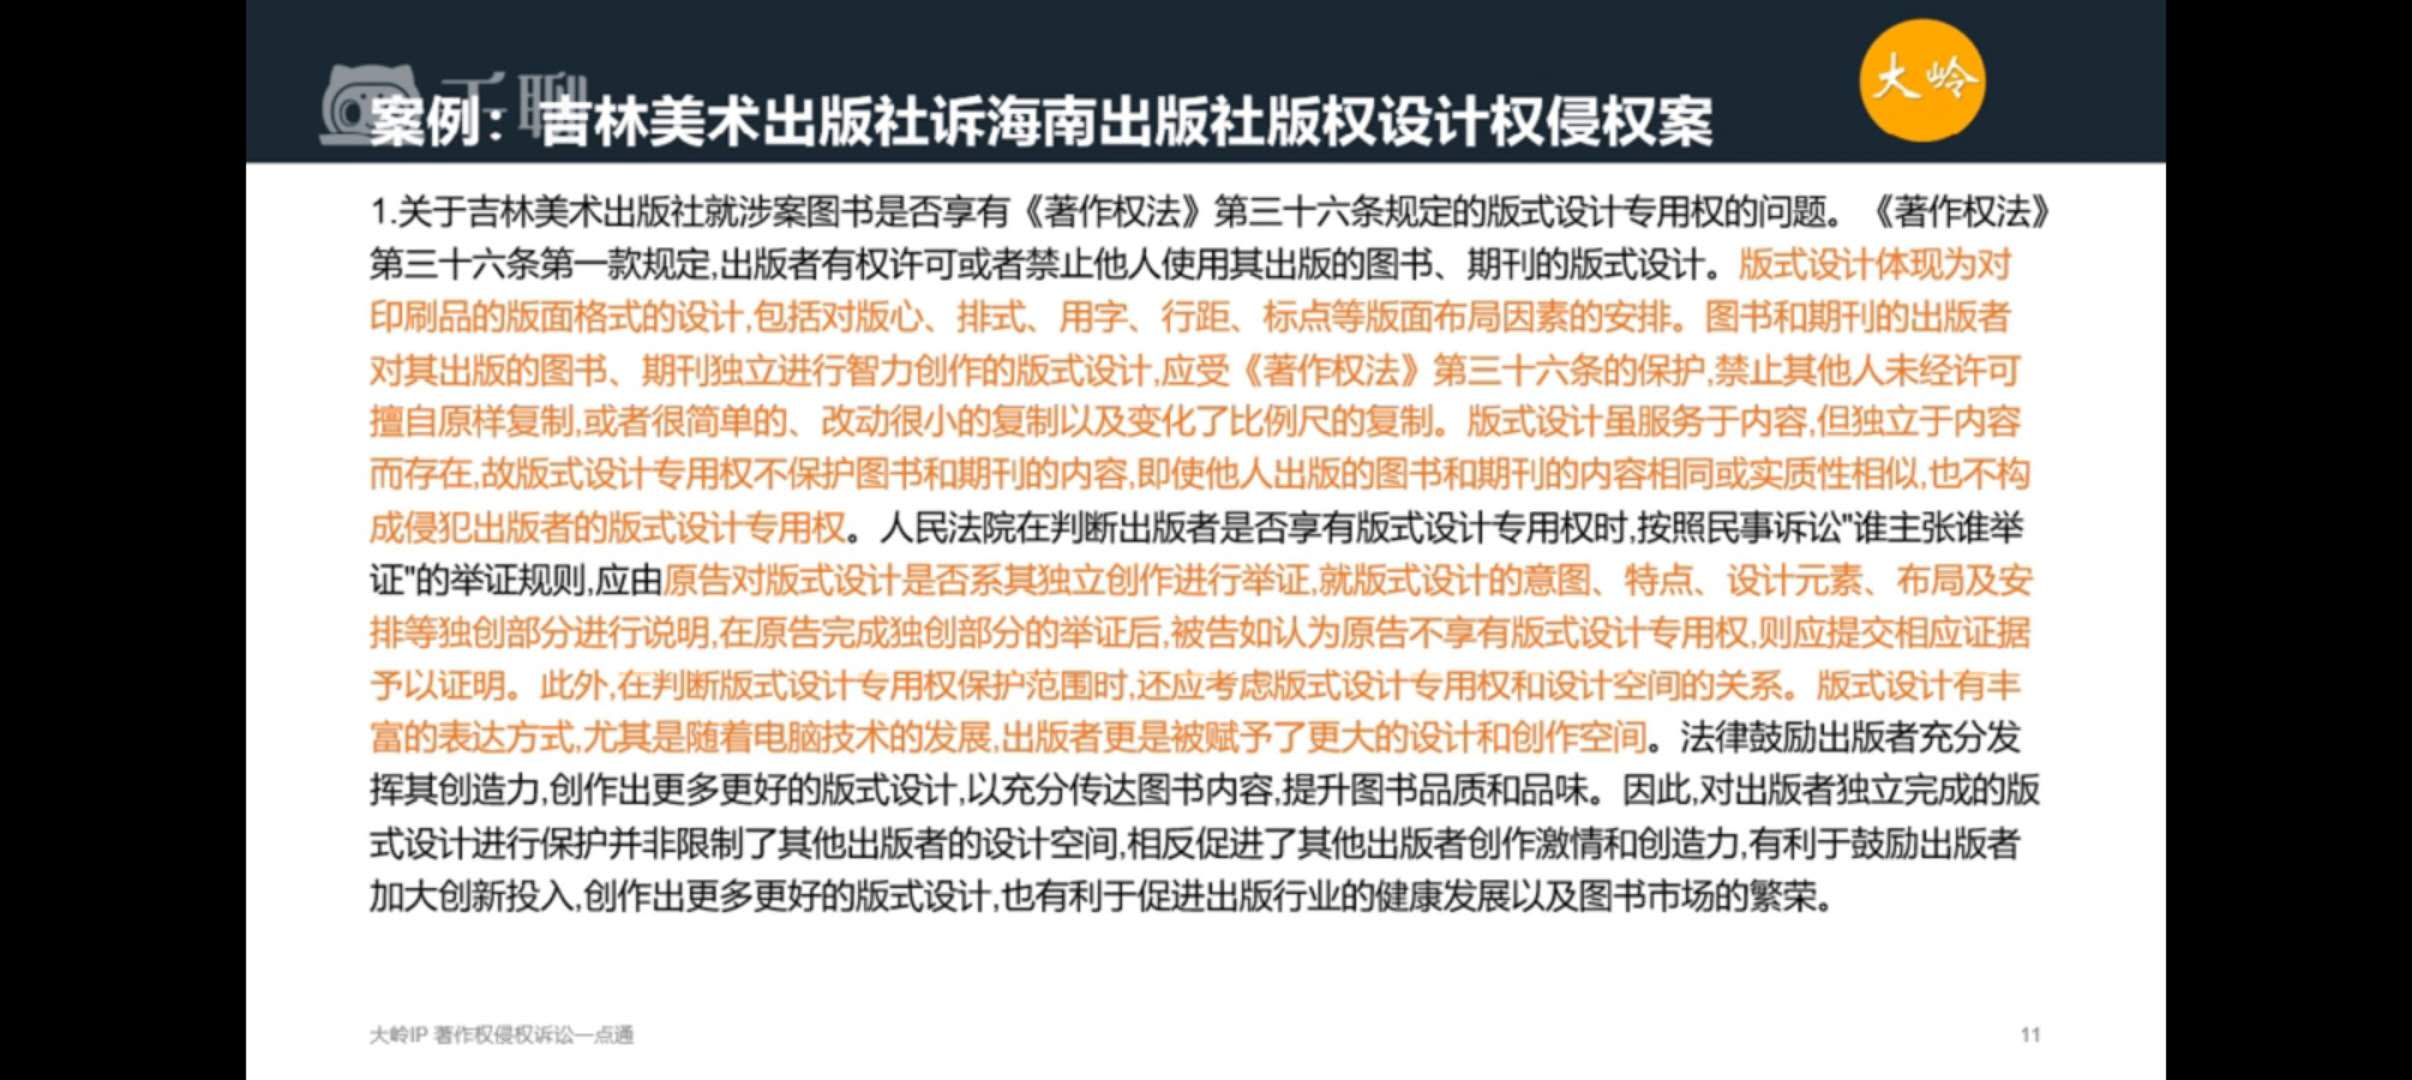 千聊
大岭
案例：吉林美术出版社诉海南出版社版权设计权侵权案
1.关于吉林美术出版社就涉案图书是否享有《著作权法》第三十六条规定的版式设计专用权的问题。《著作权法》
第三十六条第一款规定,出版者有权许可或者禁止他人使用其出版的图书、期刊的版式设计。版式设计体现为对
印刷品的版面格式的设计,包括对版心、排式、用字、行距、标点等版面布局因素的安排。图书和期刊的出版者
对其出版的图书、期刊独立进行智力创作的版式设计,应受《著作权法》第三十六条的保护,禁止其他人未经许可
擅自原样复制,或者很简单的、改动很小的复制以及变化了比例尺的复制。版式设计虽服务于内容,但独立于内容
而存在,故版式设计专用权不保护图书和期刊的内容,即使他人出版的图书和期刊的内容相同或实质性相似,也不构
成侵犯出版者的版式设计专用权。人民法院在判断出版者是否享有版式设计专用权时,按照民事诉讼"谁主张谁举
证"的举证规则,应由原告对版式设计是否系其独立创作进行举证,就版式设计的意图、特点、设计元素、布局及安
排等独创部分进行说明,在原告完成独创部分的举证后,被告如认为原告不享有版式设计专用权,则应提交相应证据
予以证明。此外,在判断版式设计专用权保护范围时,还应考虑版式设计专用权和设计空间的关系。版式设计有丰
富的表达方式,尤其是随着电脑技术的发展,出版者更是被赋予了更大的设计和创作空间。法律鼓励出版者充分发
挥其创造力,创作出更多更好的版式设计,以充分传达图书内容,提升图书品质和品味。因此,对出版者独立完成的版
式设计进行保护并非限制了其他出版者的设计空间,相反促进了其他出版者创作激情和创造力,有利于鼓励出版者
加大创新投入,创作出更多更好的版式设计,也有利于促进出版行业的健康发展以及图书市场的繁荣。
大岭IP 著作权侵权诉讼一点通
11